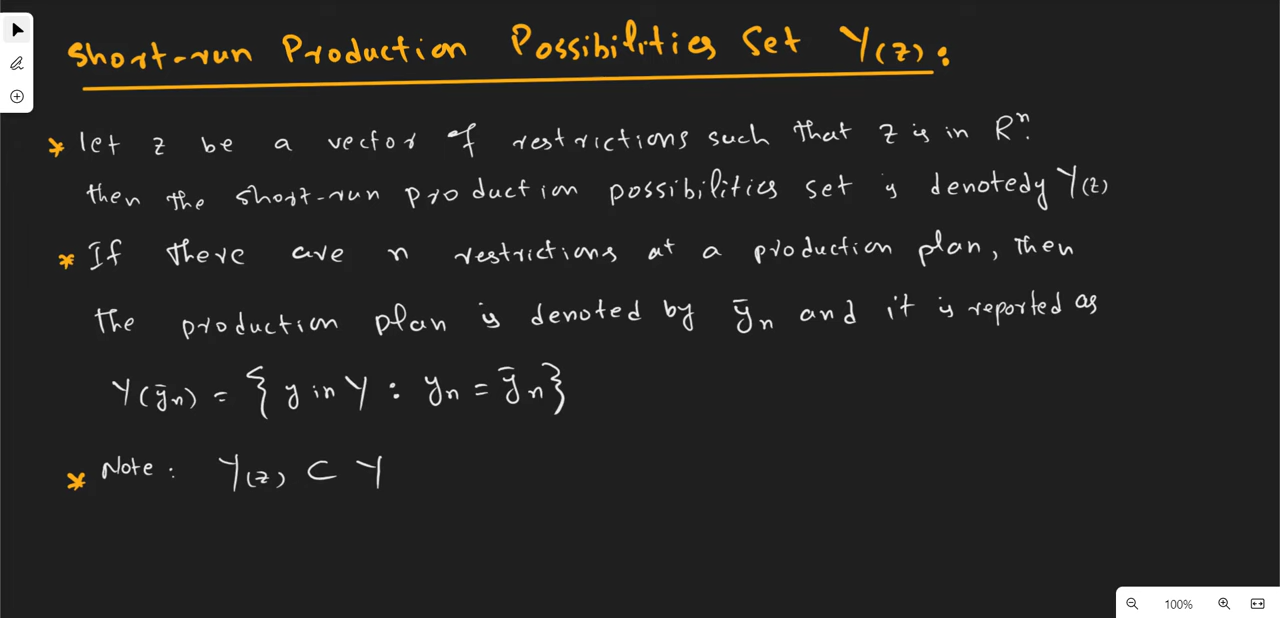 Short-run Production Possibilities Set Y(z):
* let z be a vector of restrictions such that z is in Rⁿ.
then the short-run production possibilities set is denotedy Y(z)
* If there are n restrictions at a production plan, then
the production plan is denoted by ȳn and it is reported as
Y(ȳn) = { y in Y : yn = ȳn}
* Note: Y(z) ⊂ Y
100%